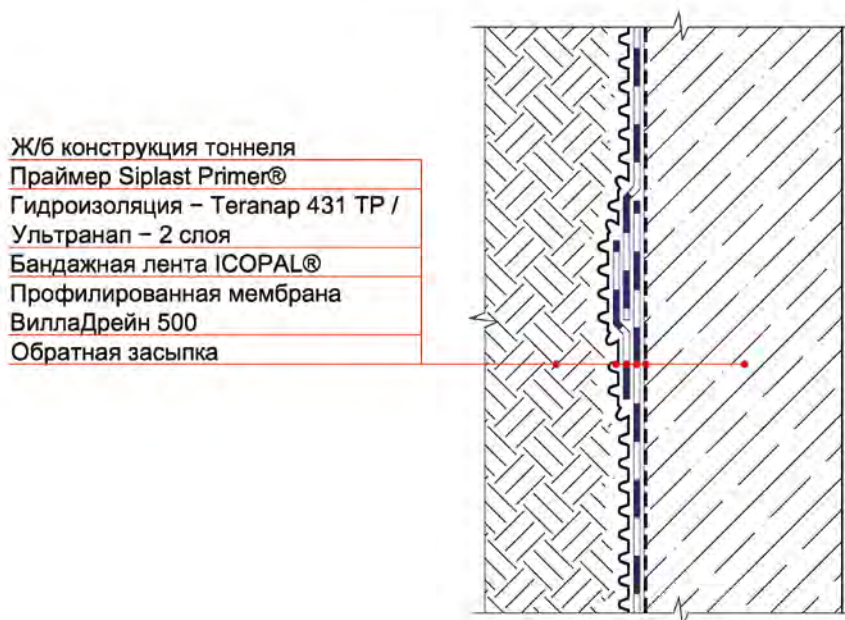 Ж/б конструкция тоннеля
Праймер Siplast Primer®
Гидроизоляция – Teranap 431 TP /
Ультранап – 2 слоя
Бандажная лента ICOPAL®
Профилированная мембрана
ВиллаДрейн 500
Обратная засыпка